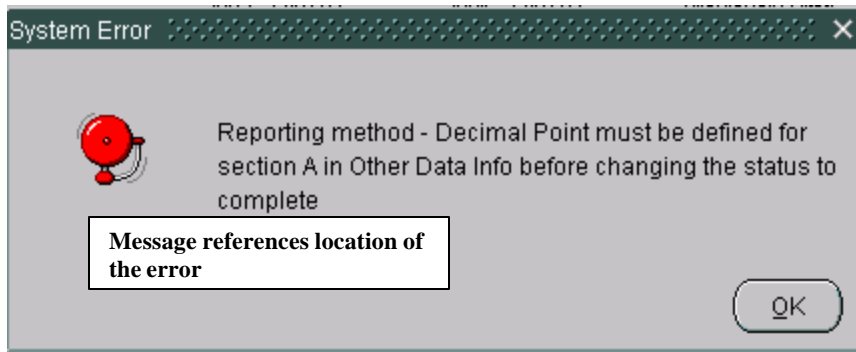 System Error
Reporting method - Decimal Point must be defined for
section A in Other Data Info before changing the status to
complete
Message references location of
the error
OK